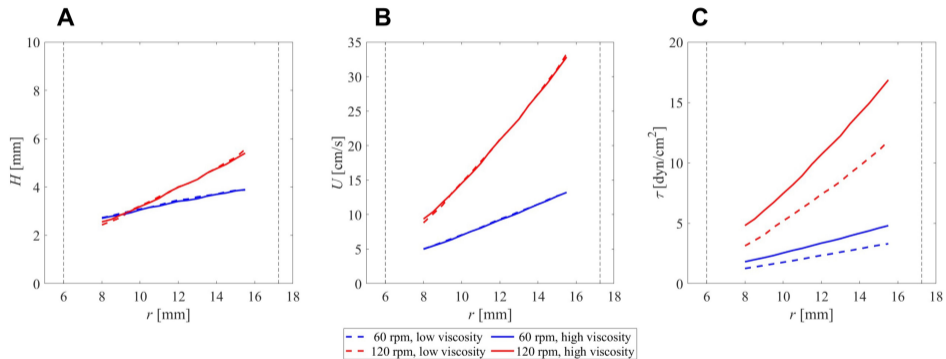 A B C
10
8
6
4
2
0
H [mm]
6 8 10 12 14 16 18
r [mm]
35
30
25
20
15
10
5
0
U [cm/s]
6 8 10 12 14 16 18
r [mm]
20
15
10
5
0
τ [dyn/cm²]
6 8 10 12 14 16 18
r [mm]
60 rpm, low viscosity 60 rpm, high viscosity
120 rpm, low viscosity 120 rpm, high viscosity